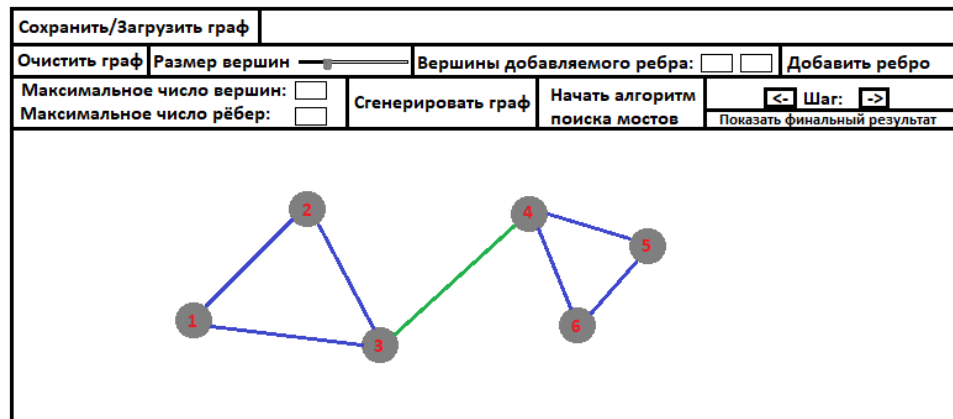 Сохранить/Загрузить граф
Очистить граф Размер вершин Вершины добавляемого ребра: Добавить ребро
Максимальное число вершин:
Максимальное число рёбер:
Сгенерировать граф
Начать алгоритм
поиска мостов
<- Шаг: ->
Показать финальный результат
2
4
5
1
6
3